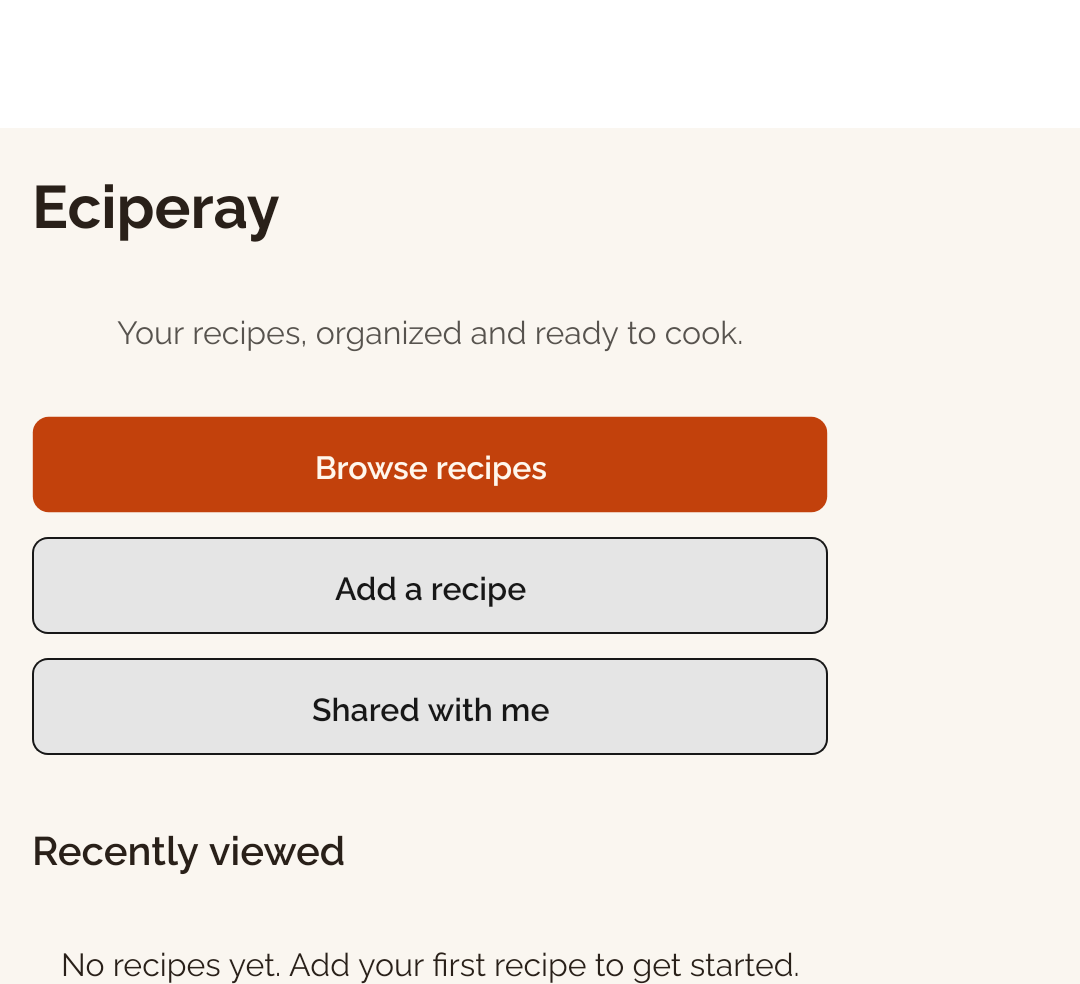 Eciperay
Your recipes, organized and ready to cook.
Browse recipes
Add a recipe
Shared with me
Recently viewed
No recipes yet. Add your first recipe to get started.